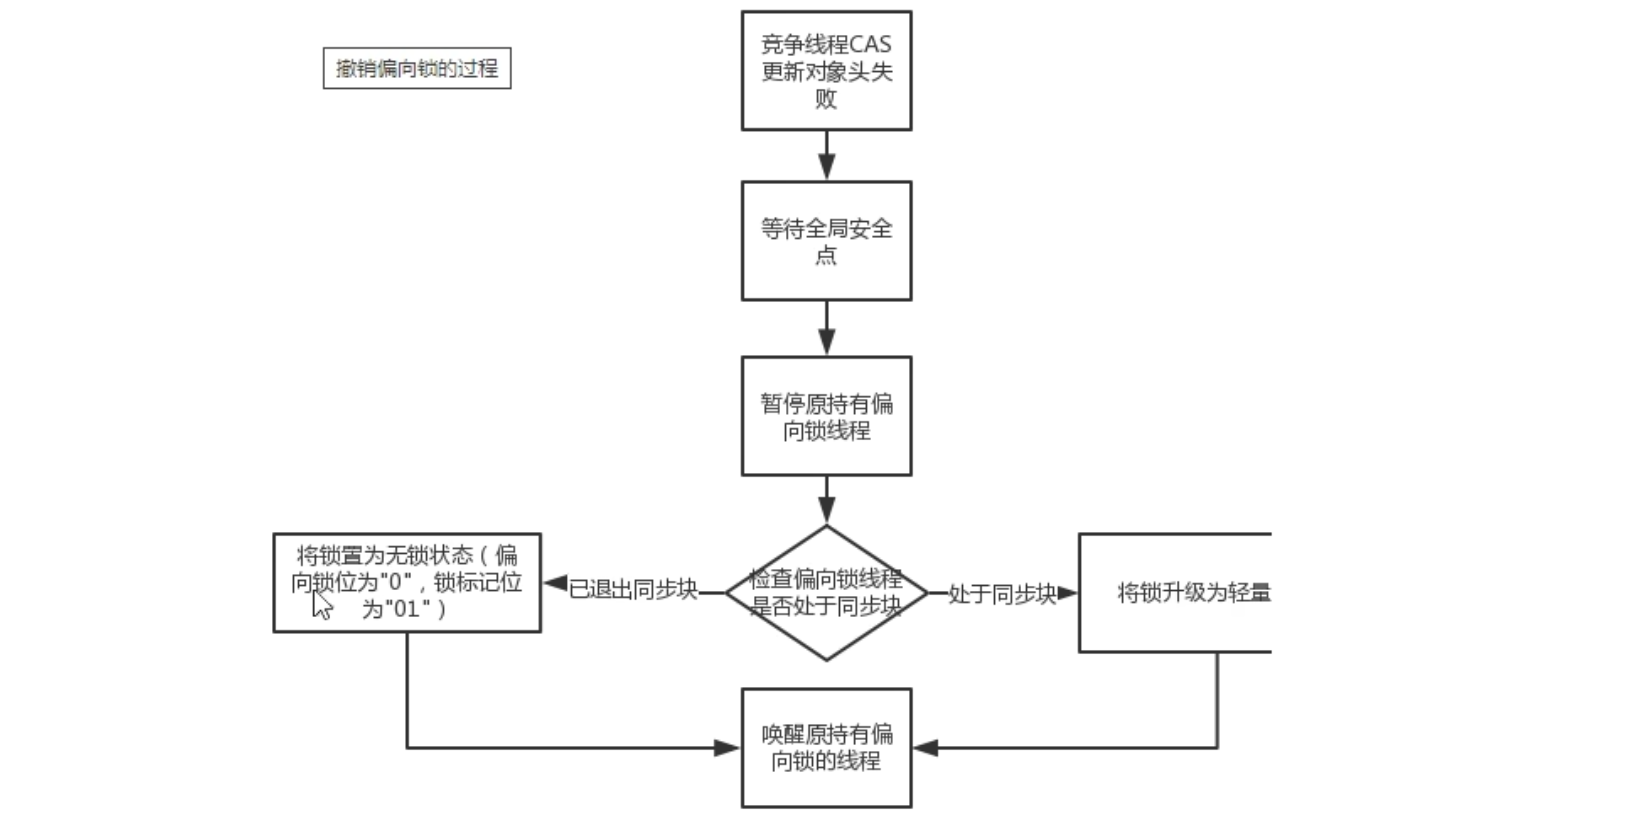 撤销偏向锁的过程
竞争线程CAS
更新对象头失
败
等待全局安全
点
暂停原持有偏
向锁线程
检查偏向锁线程
是否处于同步块
已退出同步块
处于同步块
将锁置为无锁状态（偏
向锁位为"0"，锁标记位
为"01"）
将锁升级为轻量
唤醒原持有偏
向锁的线程